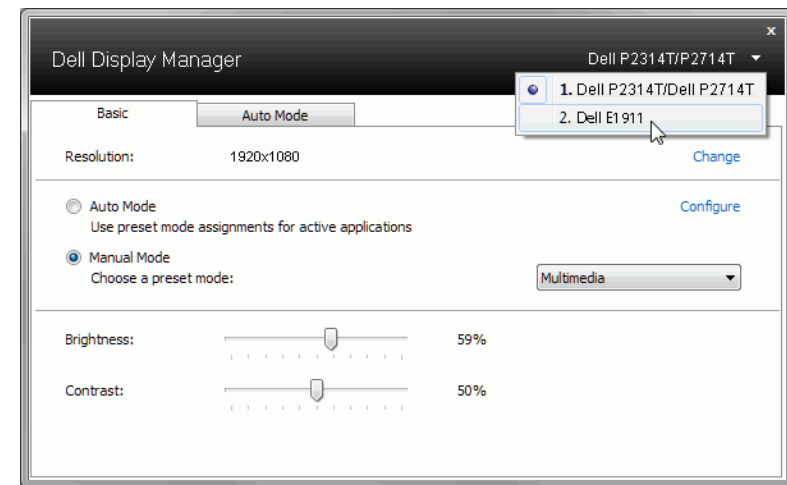 x
Dell Display Manager Dell P2314T/P2714T
1. Dell P2314T/Dell P2714T
2. Dell E1911
Basic Auto Mode
Resolution: 1920x1080 Change
Auto Mode Configure
Use preset mode assignments for active applications
Manual Mode
Choose a preset mode: Multimedia
Brightness: 59%
Contrast: 50%